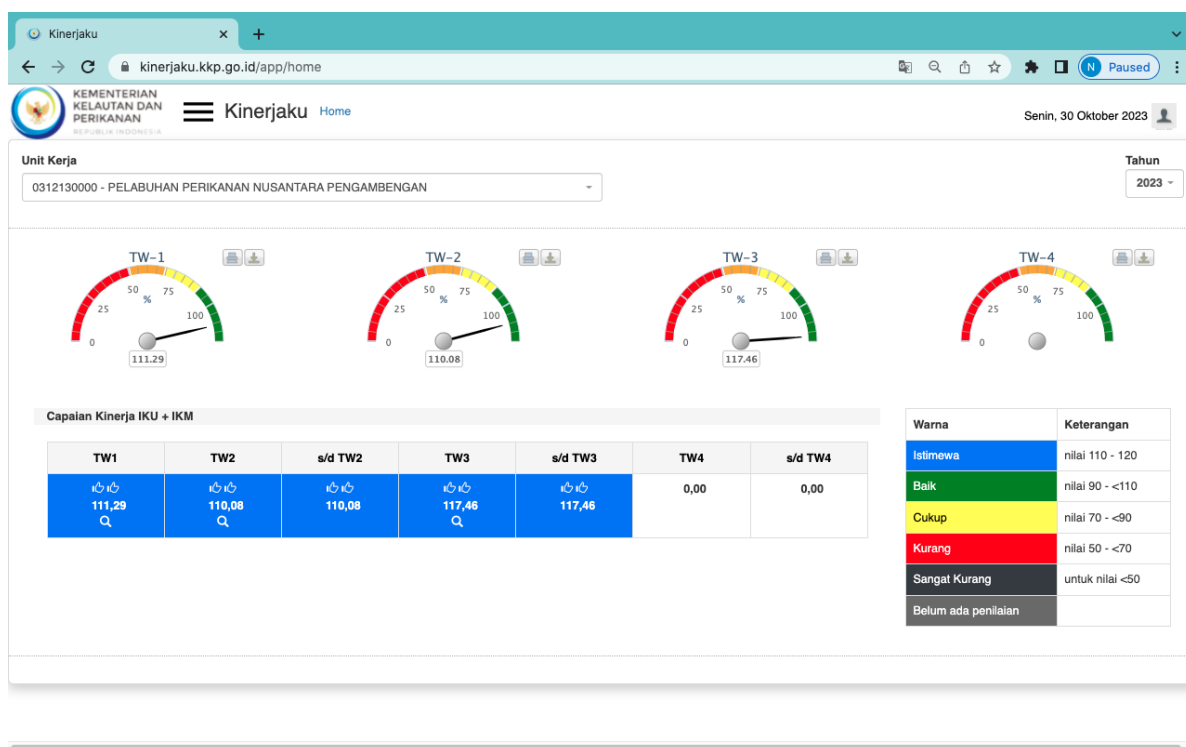 Kinerjaku
kinerjaku.kkp.go.id/app/home
N Paused
KEMENTERIAN
KELAUTAN DAN
PERIKANAN
REPUBLIK INDONESIA
Kinerjaku Home
Senin, 30 Oktober 2023
Unit Kerja
Tahun
0312130000 - PELABUHAN PERIKANAN NUSANTARA PENGAMBENGAN
2023
TW-1
0 25 50 75 100
%
111.29
TW-2
0 25 50 75 100
%
110.08
TW-3
0 25 50 75 100
%
117.46
TW-4
0 25 50 75 100
%
Capaian Kinerja IKU + IKM
TW1 TW2 s/d TW2 TW3 s/d TW3 TW4 s/d TW4
111,29 110,08 110,08 117,46 117,46 0,00 0,00
Warna Keterangan
Istimewa nilai 110 - 120
Baik nilai 90 - <110
Cukup nilai 70 - <90
Kurang nilai 50 - <70
Sangat Kurang untuk nilai <50
Belum ada penilaian